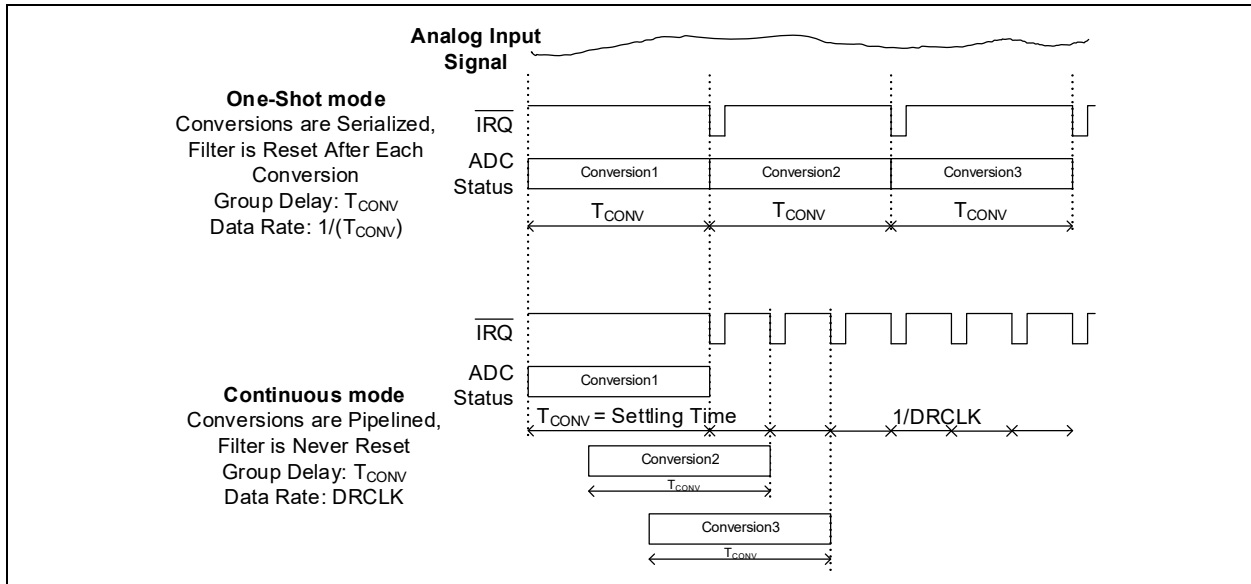 Analog Input
Signal
One-Shot mode
Conversions are Serialized,
Filter is Reset After Each
Conversion
Group Delay: TCONV
Data Rate: 1/(TCONV)
IRQ
ADC
Status
Conversion1
Conversion2
Conversion3
TCONV
TCONV
TCONV
IRQ
ADC
Status
Conversion1
Continuous mode
Conversions are Pipelined,
Filter is Never Reset
Group Delay: TCONV
Data Rate: DRCLK
TCONV = Settling Time
1/DRCLK
Conversion2
TCONV
Conversion3
TCONV